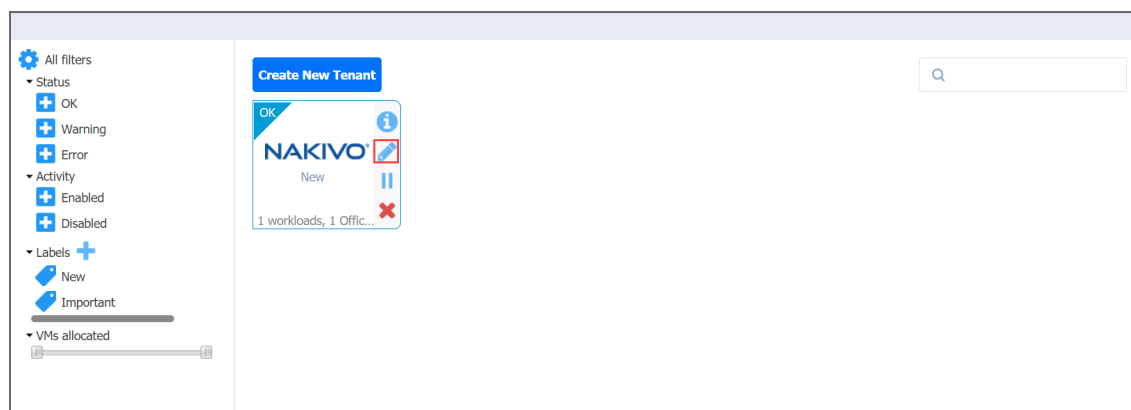 All filters
Status
OK
Warning
Error
Activity
Enabled
Disabled
Labels
New
Important
VMs allocated
Create New Tenant
OK
NAKIVO®
New
1 workloads, 1 Offic...